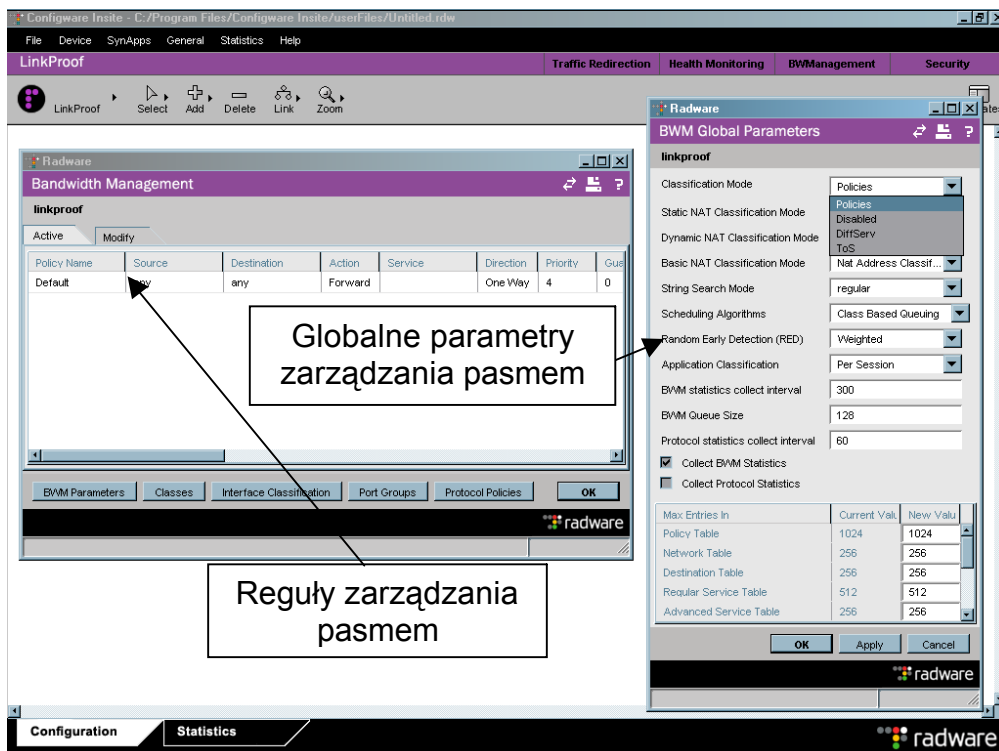 Configware Insite - C:/Program Files/Configware Insite/userFiles/Untitled.rdw
File Device SynApps General Statistics Help
LinkProof
Traffic Redirection Health Monitoring BWManagement Security
LinkProof Select Add Delete Link Zoom
Radware
Bandwidth Management
linkproof
Active Modify
Policy Name Source Destination Action Service Direction Priority Gua
Default any any Forward One Way 4 0
BWM Parameters Classes Interface Classification Port Groups Protocol Policies OK
radware
Globalne parametry
zarządzania pasmem
Reguły zarządzania
pasmem
Radware
BWM Global Parameters
linkproof
Classification Mode Policies
Policies
Disabled
DiffServ
ToS
Static NAT Classification Mode
Dynamic NAT Classification Mode
Basic NAT Classification Mode Nat Address Classif...
String Search Mode regular
Scheduling Algorithms Class Based Queuing
Random Early Detection (RED) Weighted
Application Classification Per Session
BWM statistics collect interval 300
BWM Queue Size 128
Protocol statistics collect interval 60
Collect BWM Statistics
Collect Protocol Statistics
Max Entries In Current Valu New Valu
Policy Table 1024 1024
Network Table 256 256
Destination Table 256 256
Regular Service Table 512 512
Advanced Service Table 256 256
OK Apply Cancel
radware
Configuration Statistics
radware